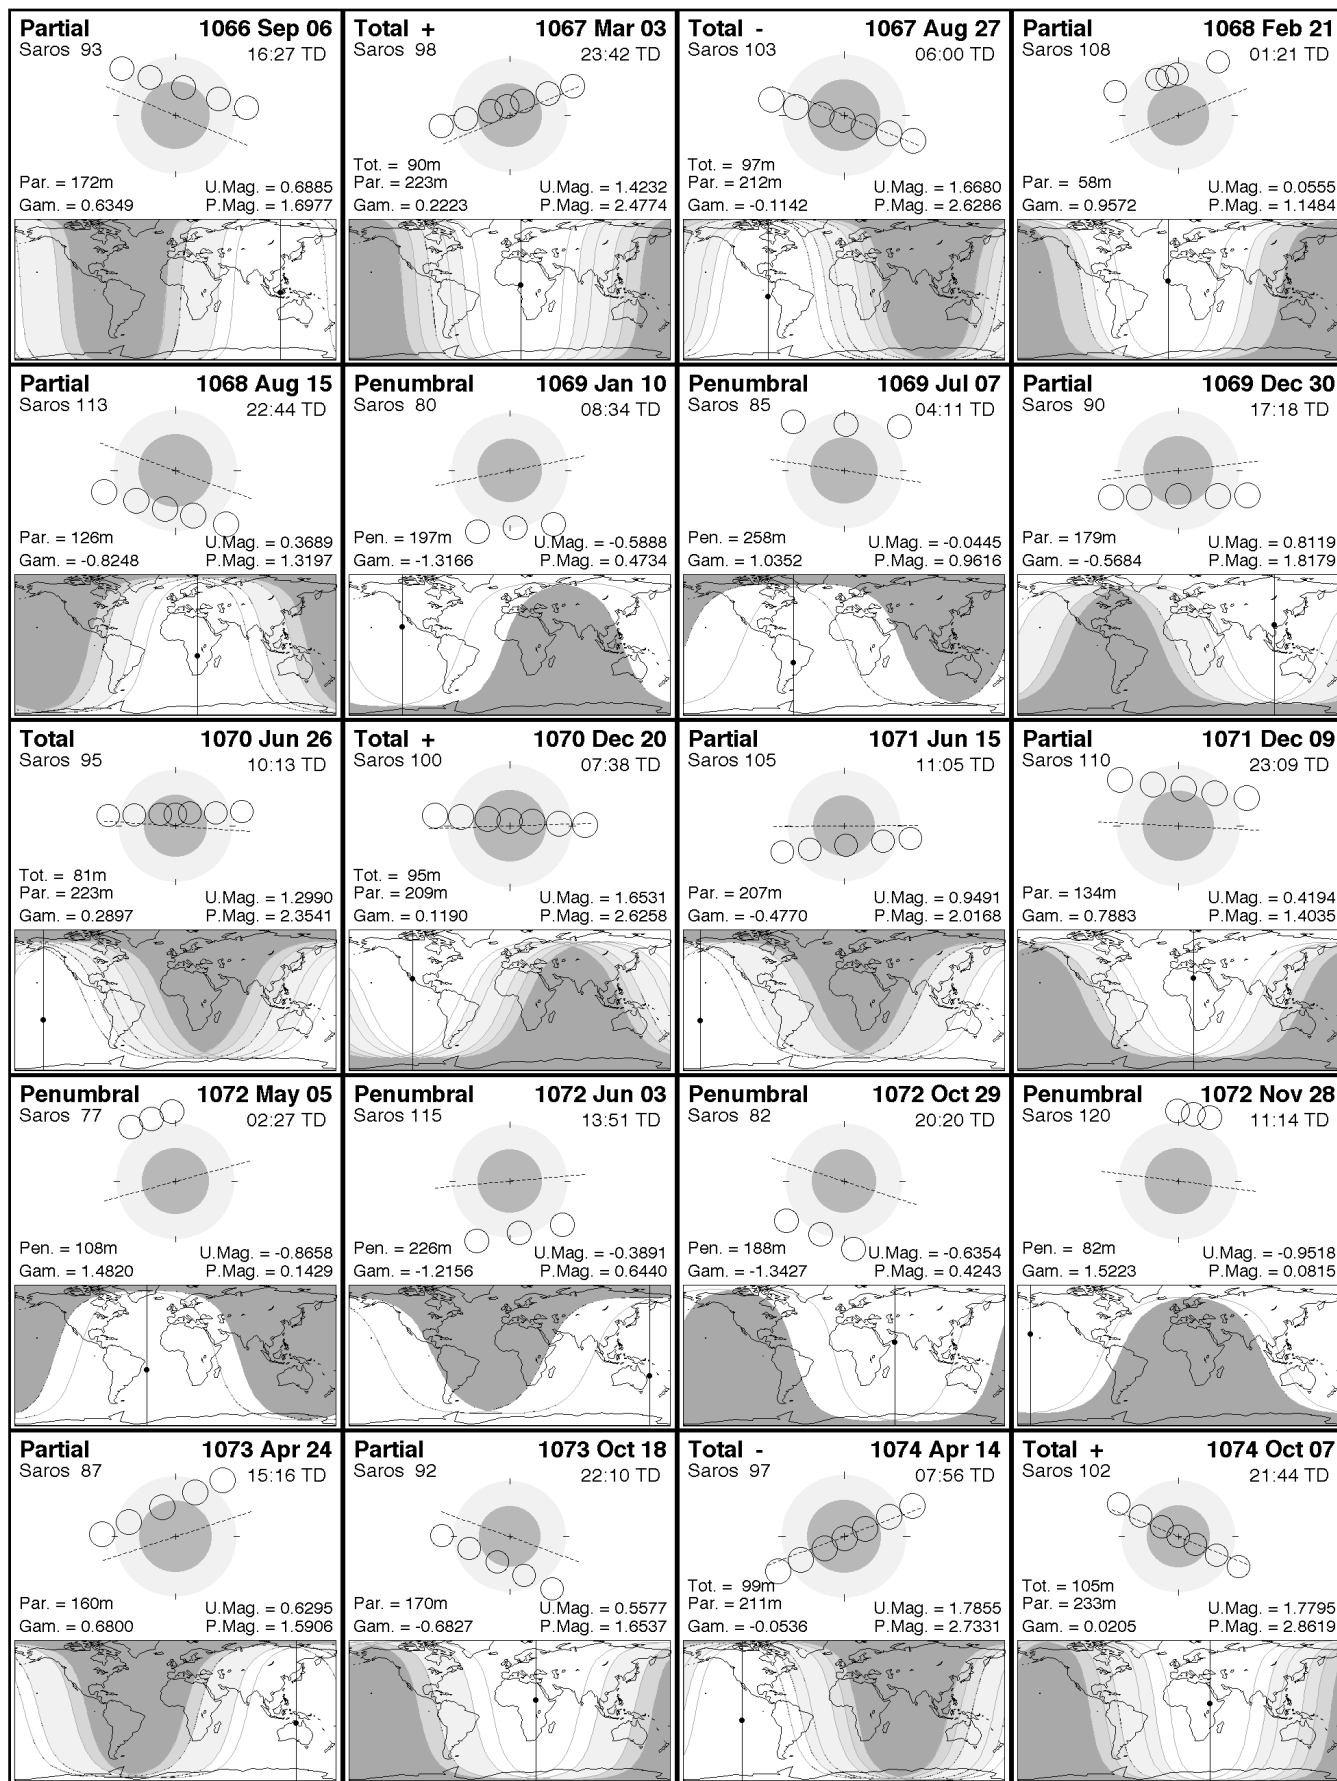 Partial 1066 Sep 06
Saros 93 16:27 TD
Par. = 172m U.Mag. = 0.6885
Gam. = 0.6349 P.Mag. = 1.6977
Total + 1067 Mar 03
Saros 98 23:42 TD
Tot. = 90m
Par. = 223m U.Mag. = 1.4232
Gam. = 0.2223 P.Mag. = 2.4774
Total - 1067 Aug 27
Saros 103 06:00 TD
Tot. = 97m
Par. = 212m U.Mag. = 1.6680
Gam. = -0.1142 P.Mag. = 2.6286
Partial 1068 Feb 21
Saros 108 01:21 TD
Par. = 58m U.Mag. = 0.0555
Gam. = 0.9572 P.Mag. = 1.1484
Partial 1068 Aug 15
Saros 113 22:44 TD
Par. = 126m U.Mag. = 0.3689
Gam. = -0.8248 P.Mag. = 1.3197
Penumbral 1069 Jan 10
Saros 80 08:34 TD
Pen. = 197m U.Mag. = -0.5888
Gam. = -1.3166 P.Mag. = 0.4734
Penumbral 1069 Jul 07
Saros 85 04:11 TD
Pen. = 258m U.Mag. = -0.0445
Gam. = 1.0352 P.Mag. = 0.9616
Partial 1069 Dec 30
Saros 90 17:18 TD
Par. = 179m U.Mag. = 0.8119
Gam. = -0.5684 P.Mag. = 1.8179
Total 1070 Jun 26
Saros 95 10:13 TD
Tot. = 81m
Par. = 223m U.Mag. = 1.2990
Gam. = 0.2897 P.Mag. = 2.3541
Total + 1070 Dec 20
Saros 100 07:38 TD
Tot. = 95m
Par. = 209m U.Mag. = 1.6531
Gam. = 0.1190 P.Mag. = 2.6258
Partial 1071 Jun 15
Saros 105 11:05 TD
Par. = 207m U.Mag. = 0.9491
Gam. = -0.4770 P.Mag. = 2.0168
Partial 1071 Dec 09
Saros 110 23:09 TD
Par. = 134m U.Mag. = 0.4194
Gam. = 0.7883 P.Mag. = 1.4035
Penumbral 1072 May 05
Saros 77 02:27 TD
Pen. = 108m U.Mag. = -0.8658
Gam. = 1.4820 P.Mag. = 0.1429
Penumbral 1072 Jun 03
Saros 115 13:51 TD
Pen. = 226m U.Mag. = -0.3891
Gam. = -1.2156 P.Mag. = 0.6440
Penumbral 1072 Oct 29
Saros 82 20:20 TD
Pen. = 188m U.Mag. = -0.6354
Gam. = -1.3427 P.Mag. = 0.4243
Penumbral 1072 Nov 28
Saros 120 11:14 TD
Pen. = 82m U.Mag. = -0.9518
Gam. = 1.5223 P.Mag. = 0.0815
Partial 1073 Apr 24
Saros 87 15:16 TD
Par. = 160m U.Mag. = 0.6295
Gam. = 0.6800 P.Mag. = 1.5906
Partial 1073 Oct 18
Saros 92 22:10 TD
Par. = 170m U.Mag. = 0.5577
Gam. = -0.6827 P.Mag. = 1.6537
Total - 1074 Apr 14
Saros 97 07:56 TD
Tot. = 99m
Par. = 211m U.Mag. = 1.7855
Gam. = -0.0536 P.Mag. = 2.7331
Total + 1074 Oct 07
Saros 102 21:44 TD
Tot. = 105m
Par. = 233m U.Mag. = 1.7795
Gam. = 0.0205 P.Mag. = 2.8619